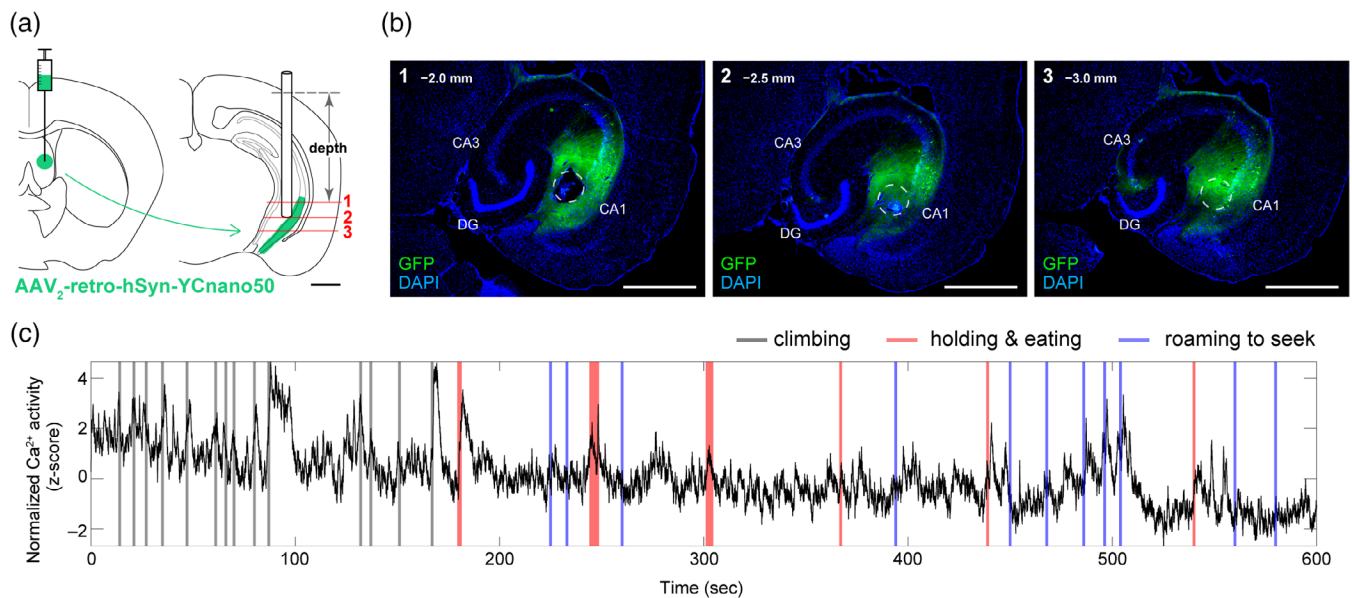 (a)
depth
1
2
3
AAV2-retro-hSyn-YCnano50
(b)
1 −2.0 mm
CA3
DG
CA1
GFP
DAPI
2 −2.5 mm
CA3
DG
CA1
GFP
DAPI
3 −3.0 mm
CA3
DG
CA1
GFP
DAPI
(c)
climbing holding & eating roaming to seek
Normalized Ca²⁺ activity
(z-score)
4
2
0
−2
0 100 200 300 400 500 600
Time (sec)